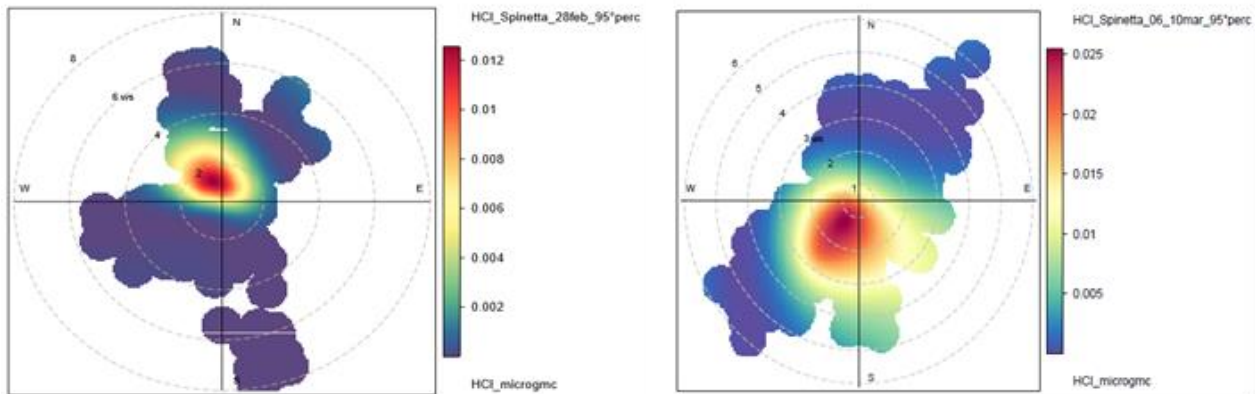 HCl_Spinetta_28feb_95°perc
N
8
6 w/s
4
2
W
E
0.012
0.01
0.008
0.006
0.004
0.002
HCl_microgmc
HCl_Spinetta_06_10mar_95°perc
N
6
5
4
3
2
1
W
E
S
0.025
0.02
0.015
0.01
0.005
HCl_microgmc